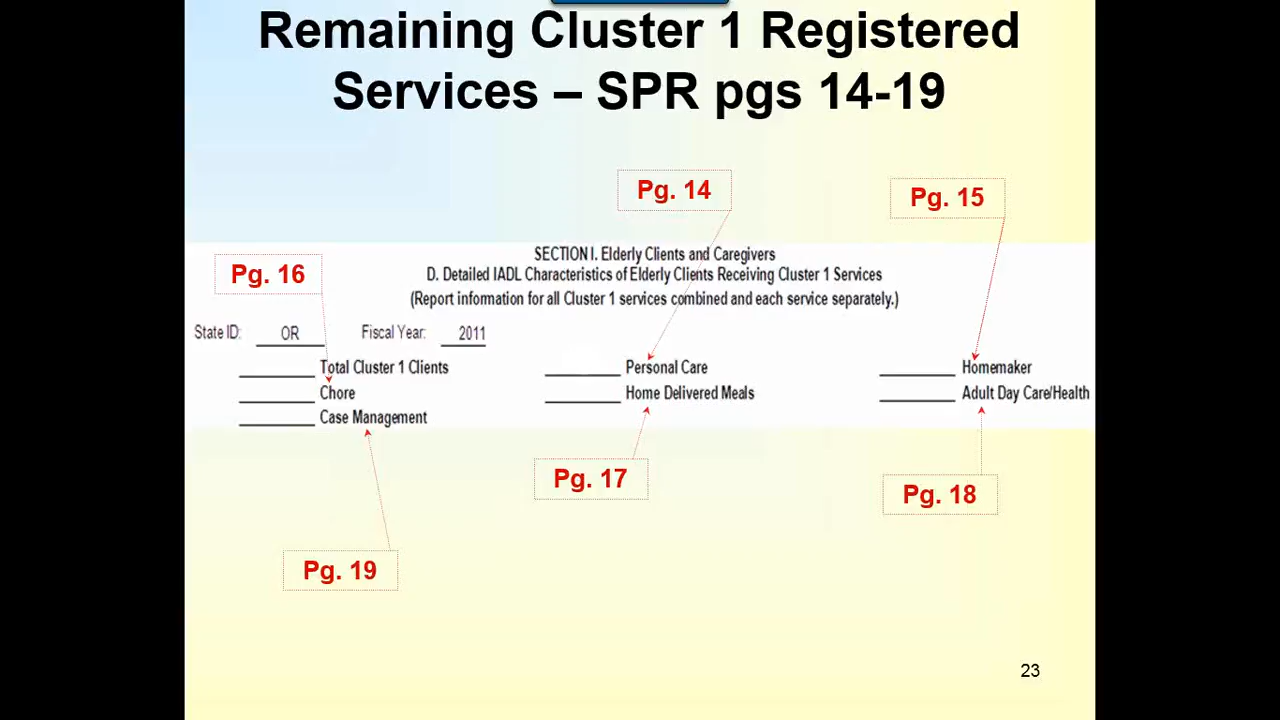 Remaining Cluster 1 Registered
Services – SPR pgs 14-19
Pg. 14
Pg. 15
Pg. 16
SECTION I. Elderly Clients and Caregivers
D. Detailed IADL Characteristics of Elderly Clients Receiving Cluster 1 Services
(Report information for all Cluster 1 services combined and each service separately.)
State ID: OR Fiscal Year: 2011
Total Cluster 1 Clients Personal Care Homemaker
Chore Home Delivered Meals Adult Day Care/Health
Case Management
Pg. 17
Pg. 18
Pg. 19
23